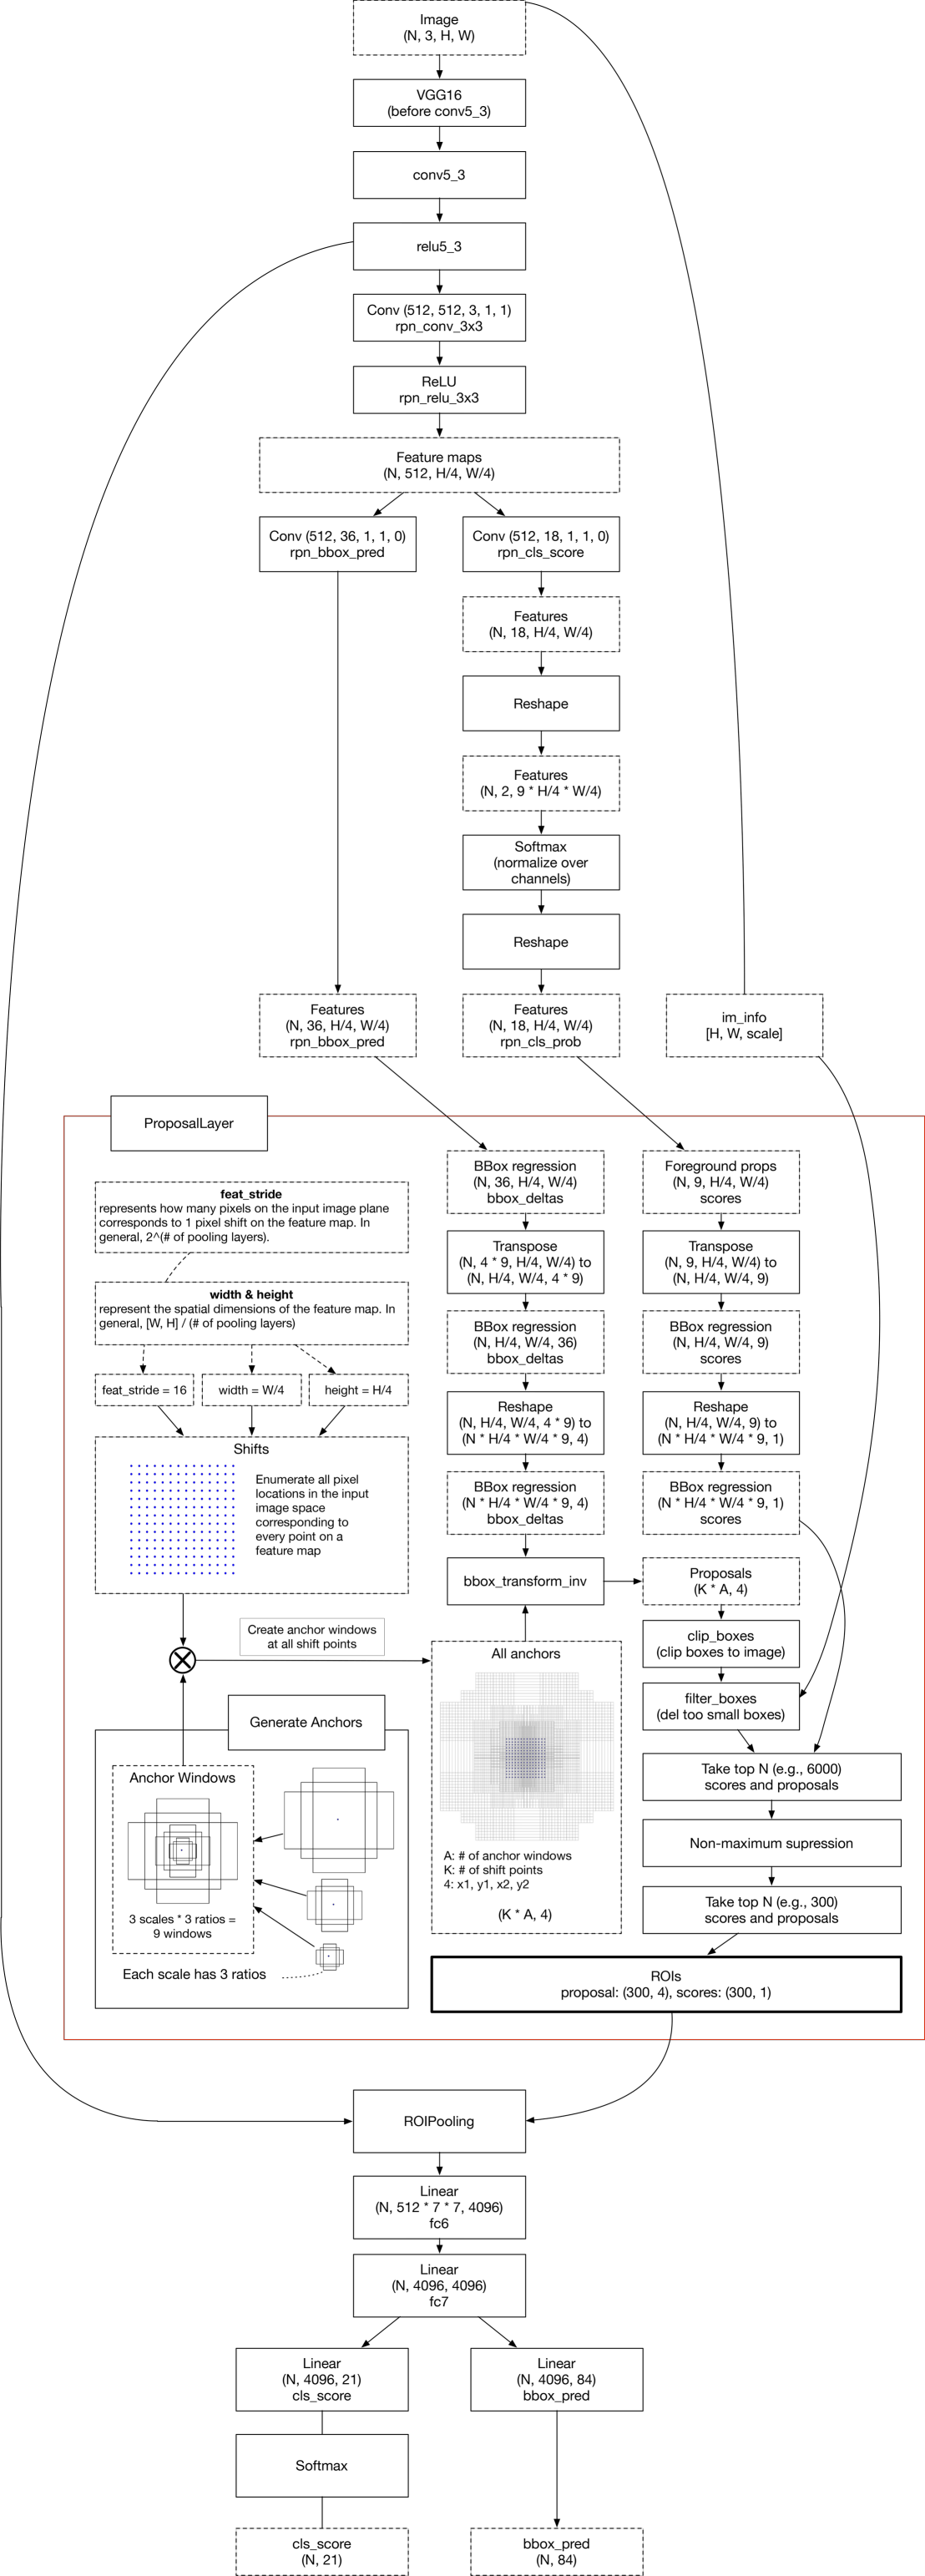 Image
(N, 3, H, W)
VGG16
(before conv5_3)
conv5_3
relu5_3
Conv (512, 512, 3, 1, 1)
rpn_conv_3x3
ReLU
rpn_relu_3x3
Feature maps
(N, 512, H/4, W/4)
Conv (512, 36, 1, 1, 0)
rpn_bbox_pred
Conv (512, 18, 1, 1, 0)
rpn_cls_score
Features
(N, 18, H/4, W/4)
Reshape
Features
(N, 2, 9 * H/4 * W/4)
Softmax
(normalize over
channels)
Reshape
Features
(N, 36, H/4, W/4)
rpn_bbox_pred
Features
(N, 18, H/4, W/4)
rpn_cls_prob
im_info
[H, W, scale]
ProposalLayer
feat_stride
represents how many pixels on the input image plane
corresponds to 1 pixel shift on the feature map. In
general, 2^(# of pooling layers).
width & height
represent the spatial dimensions of the feature map. In
general, [W, H] / (# of pooling layers)
feat_stride = 16
width = W/4
height = H/4
Shifts
Enumerate all pixel
locations in the input
image space
corresponding to
every point on a
feature map
Create anchor windows
at all shift points
Generate Anchors
Anchor Windows
3 scales * 3 ratios =
9 windows
Each scale has 3 ratios
BBox regression
(N, 36, H/4, W/4)
bbox_deltas
Transpose
(N, 4 * 9, H/4, W/4) to
(N, H/4, W/4, 4 * 9)
BBox regression
(N, H/4, W/4, 36)
bbox_deltas
Reshape
(N, H/4, W/4, 4 * 9) to
(N * H/4 * W/4 * 9, 4)
BBox regression
(N * H/4 * W/4 * 9, 4)
bbox_deltas
bbox_transform_inv
All anchors
A: # of anchor windows
K: # of shift points
4: x1, y1, x2, y2
(K * A, 4)
Foreground props
(N, 9, H/4, W/4)
scores
Transpose
(N, 9, H/4, W/4) to
(N, H/4, W/4, 9)
BBox regression
(N, H/4, W/4, 9)
scores
Reshape
(N, H/4, W/4, 9) to
(N * H/4 * W/4 * 9, 1)
BBox regression
(N * H/4 * W/4 * 9, 1)
scores
Proposals
(K * A, 4)
clip_boxes
(clip boxes to image)
filter_boxes
(del too small boxes)
Take top N (e.g., 6000)
scores and proposals
Non-maximum supression
Take top N (e.g., 300)
scores and proposals
ROIs
proposal: (300, 4), scores: (300, 1)
ROIPooling
Linear
(N, 512 * 7 * 7, 4096)
fc6
Linear
(N, 4096, 4096)
fc7
Linear
(N, 4096, 21)
cls_score
Linear
(N, 4096, 84)
bbox_pred
Softmax
cls_score
(N, 21)
bbox_pred
(N, 84)